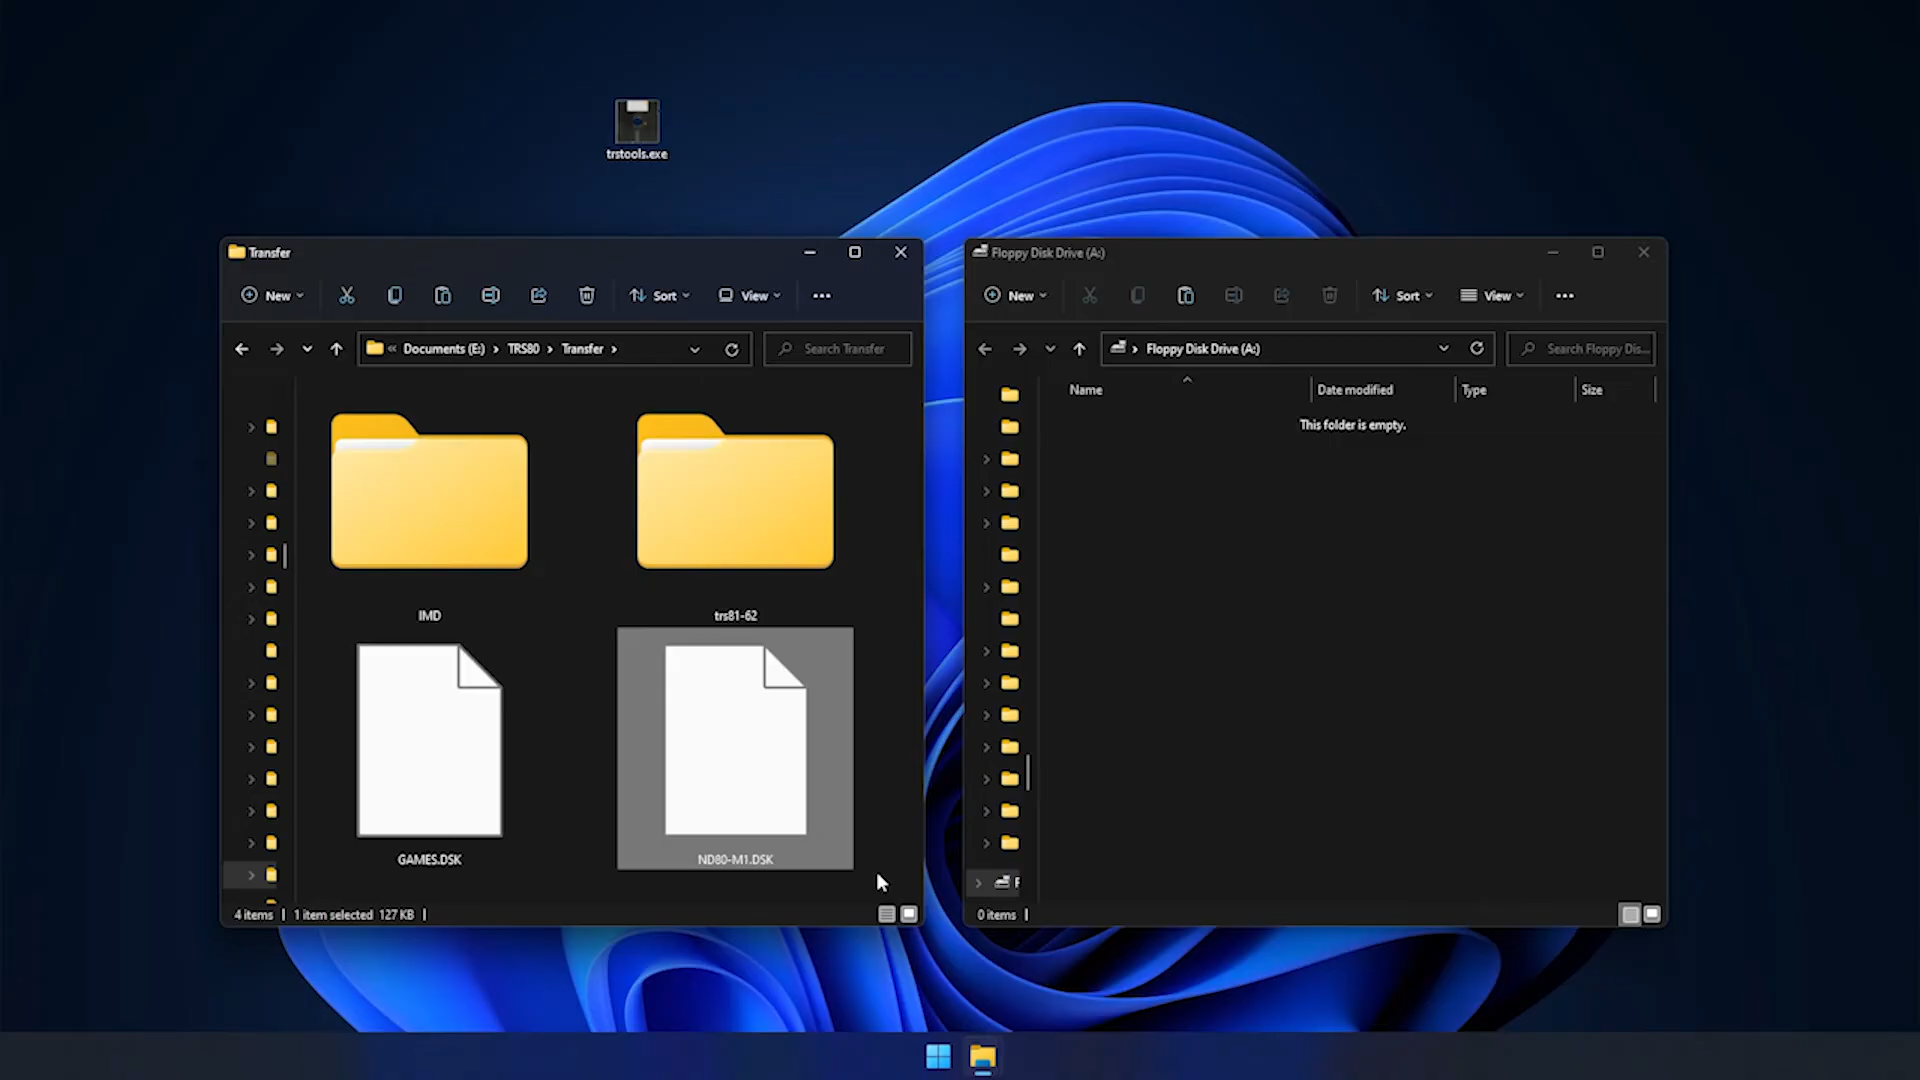 trstools.exe
Transfer
New
Sort
View
Documents (E:)
TRS80
Transfer
Search Transfer
IMD
trs81-62
GAMES.DSK
ND80-M1.DSK
4 items
1 item selected 127 KB
Floppy Disk Drive (A:)
New
Sort
View
Floppy Disk Drive (A:)
Search Floppy Dis...
Name
Date modified
Type
Size
This folder is empty.
F
0 items